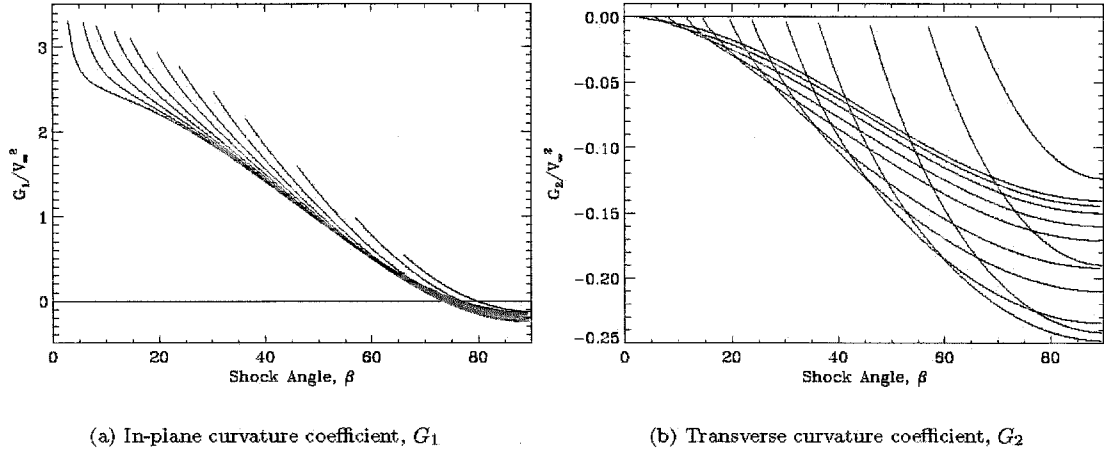 3
2
1
0
G₁/V∞²
0 20 40 60 80
Shock Angle, β
(a) In-plane curvature coefficient, G₁
0.00
−0.05
−0.10
−0.15
−0.20
−0.25
G₂/V∞²
0 20 40 60 80
Shock Angle, β
(b) Transverse curvature coefficient, G₂